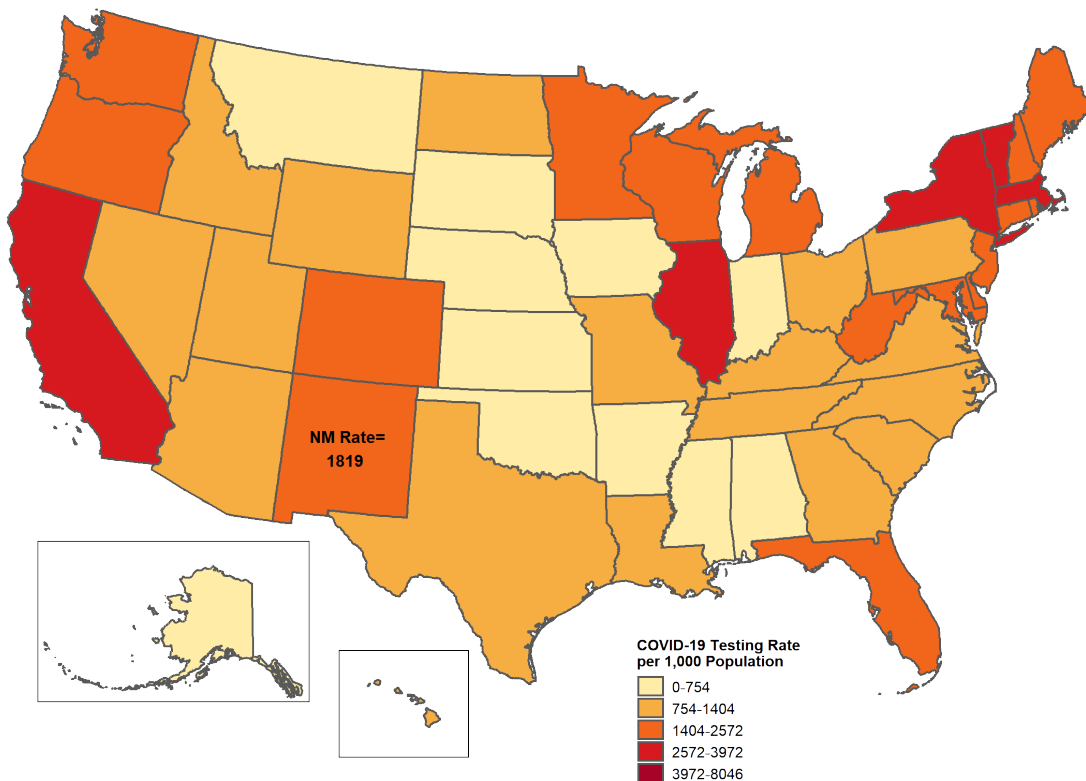 NM Rate=
1819
COVID-19 Testing Rate
per 1,000 Population
0-754
754-1404
1404-2572
2572-3972
3972-8046